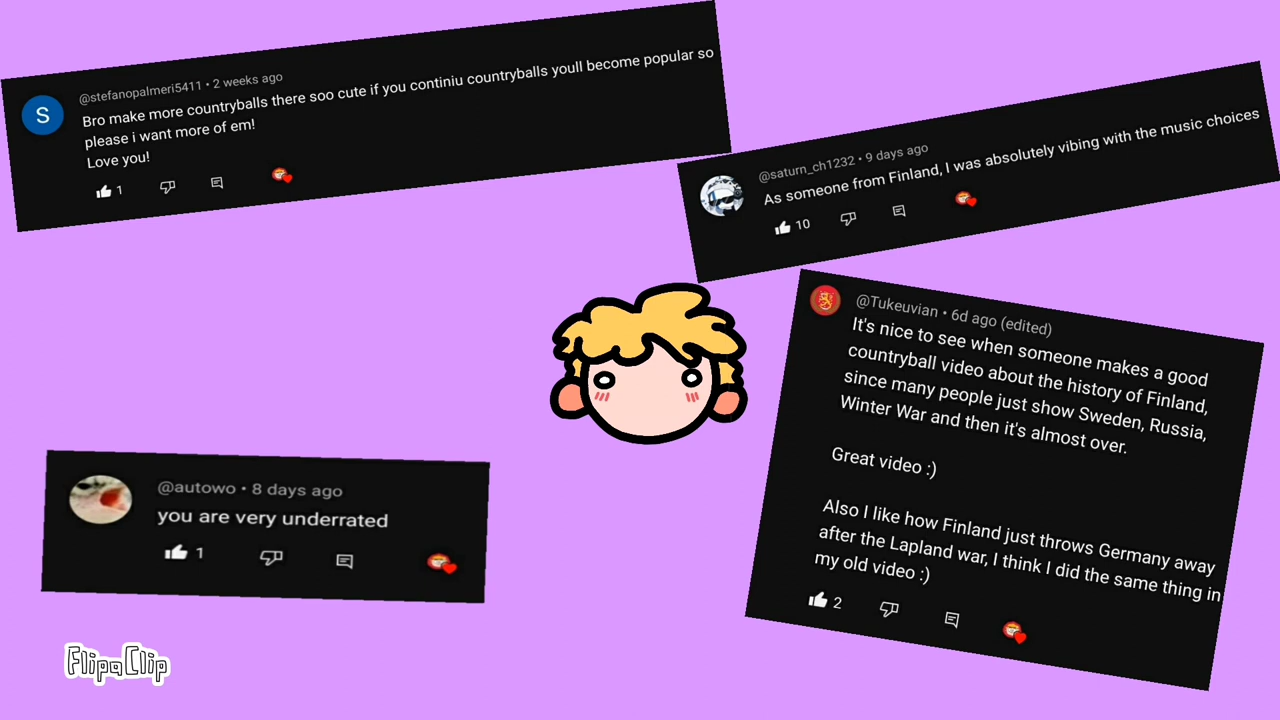 @stefanopalmeri5411 • 2 weeks ago
Bro make more countryballs there soo cute if you continiu countryballs youll become popular so
please i want more of em!
Love you!
1
S
@saturn_ch1232 • 9 days ago
As someone from Finland, I was absolutely vibing with the music choices
10
@Tukeuvian • 6d ago (edited)
It's nice to see when someone makes a good
countryball video about the history of Finland,
since many people just show Sweden, Russia,
Winter War and then it's almost over.
Great video :)
Also I like how Finland just throws Germany away
after the Lapland war, I think I did the same thing in
my old video :)
2
@autowo • 8 days ago
you are very underrated
1
FlipaClip